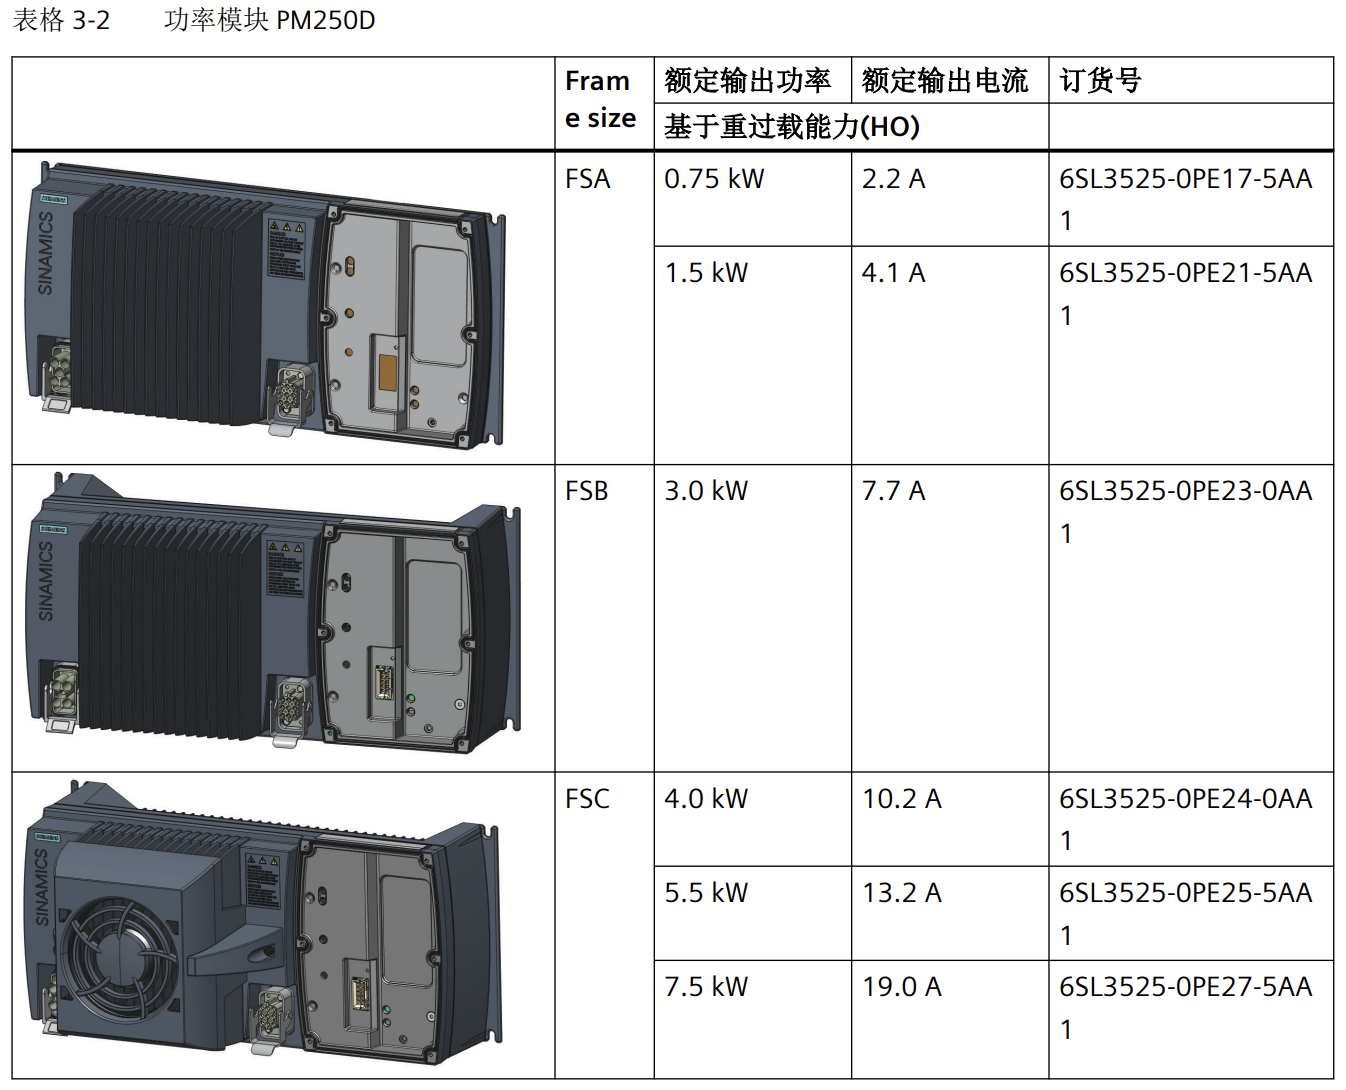 表格 3-2 功率模块 PM250D
Fram
e size
额定输出功率
额定输出电流
订货号
基于重过载能力(HO)
SIEMENS
SINAMICS
FSA
0.75 kW
2.2 A
6SL3525-0PE17-5AA
1
1.5 kW
4.1 A
6SL3525-0PE21-5AA
1
SIEMENS
SINAMICS
FSB
3.0 kW
7.7 A
6SL3525-0PE23-0AA
1
SIEMENS
SINAMICS
FSC
4.0 kW
10.2 A
6SL3525-0PE24-0AA
1
5.5 kW
13.2 A
6SL3525-0PE25-5AA
1
7.5 kW
19.0 A
6SL3525-0PE27-5AA
1